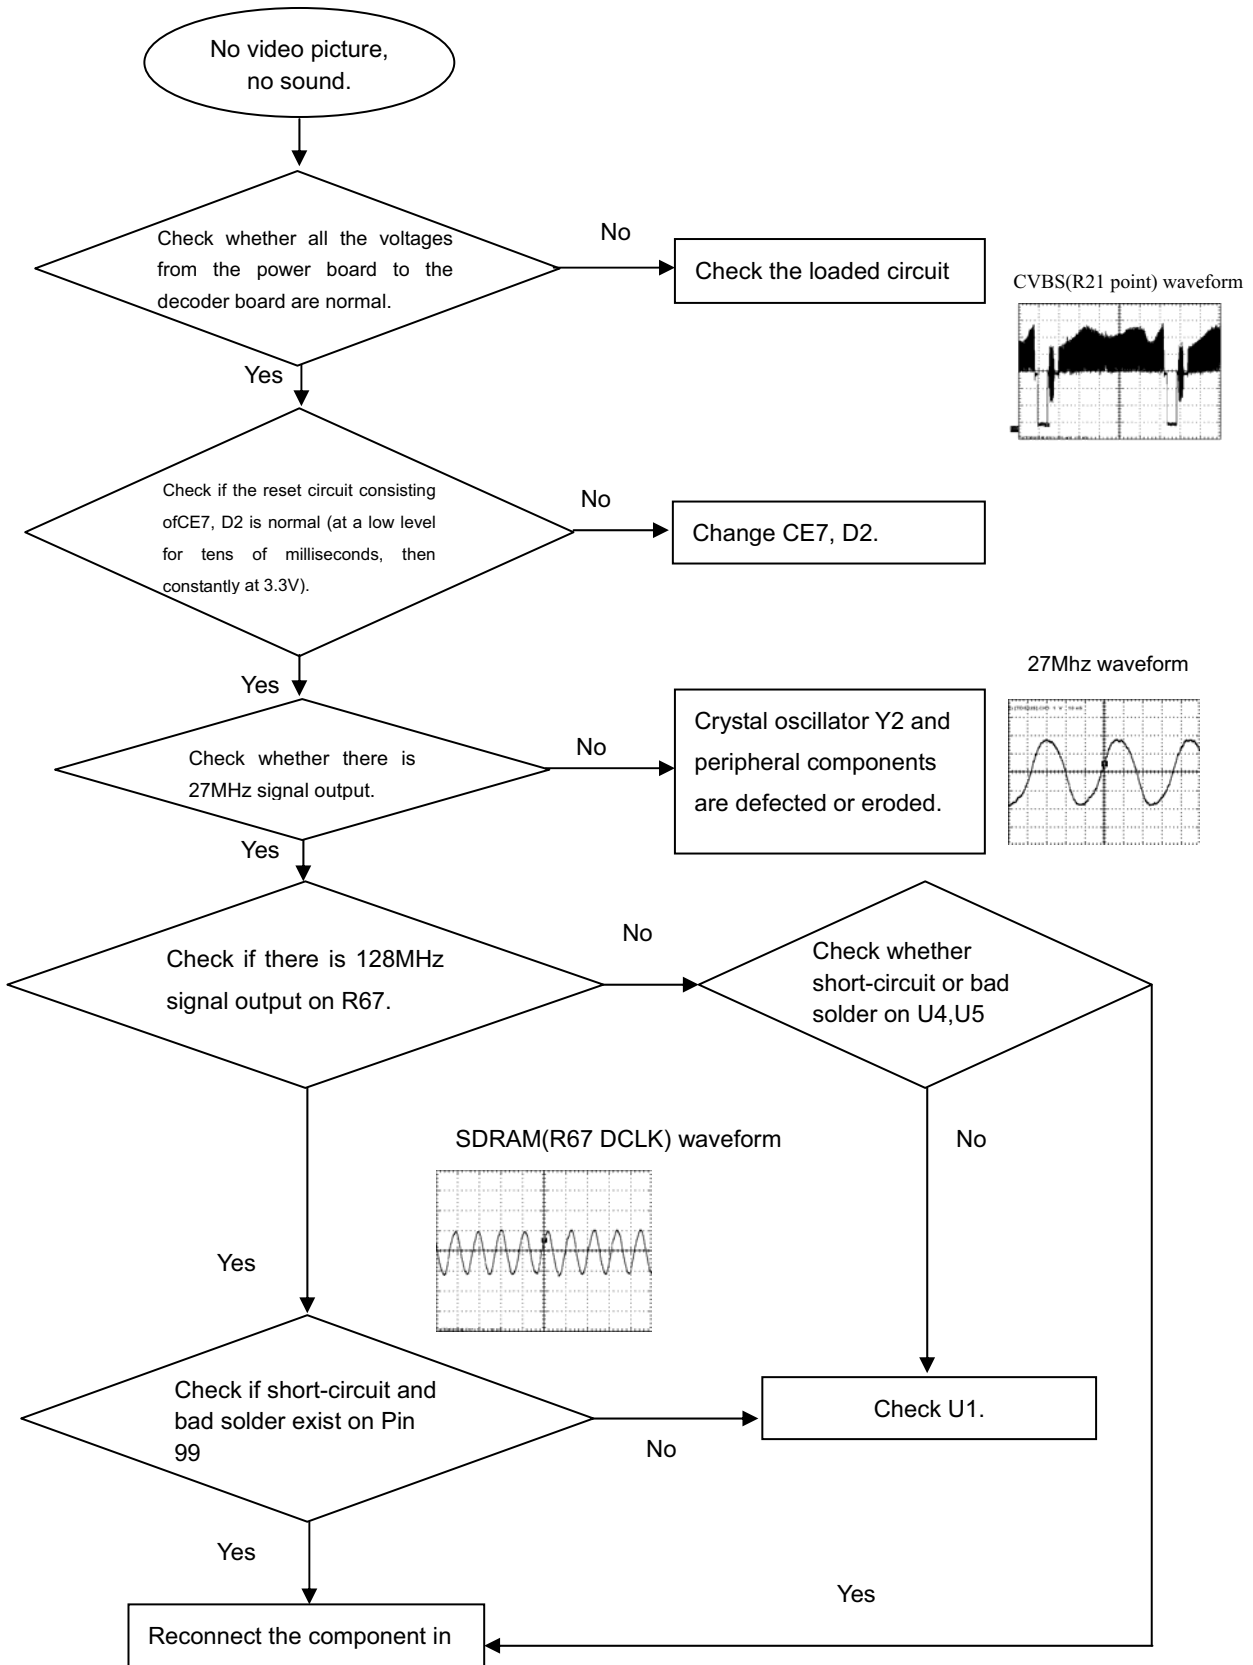 No video picture,
no sound.
Check whether all the voltages
from the power board to the
decoder board are normal.
No
Check the loaded circuit
CVBS(R21 point) waveform
Yes
Check if the reset circuit consisting
ofCE7, D2 is normal (at a low level
for tens of milliseconds, then
constantly at 3.3V).
No
Change CE7, D2.
27Mhz waveform
Yes
Check whether there is
27MHz signal output.
No
Crystal oscillator Y2 and
peripheral components
are defected or eroded.
Yes
Check if there is 128MHz
signal output on R67.
No
Check whether
short-circuit or bad
solder on U4,U5
No
SDRAM(R67 DCLK) waveform
Yes
Check if short-circuit and
bad solder exist on Pin
99
No
Check U1.
Yes
Yes
Reconnect the component in